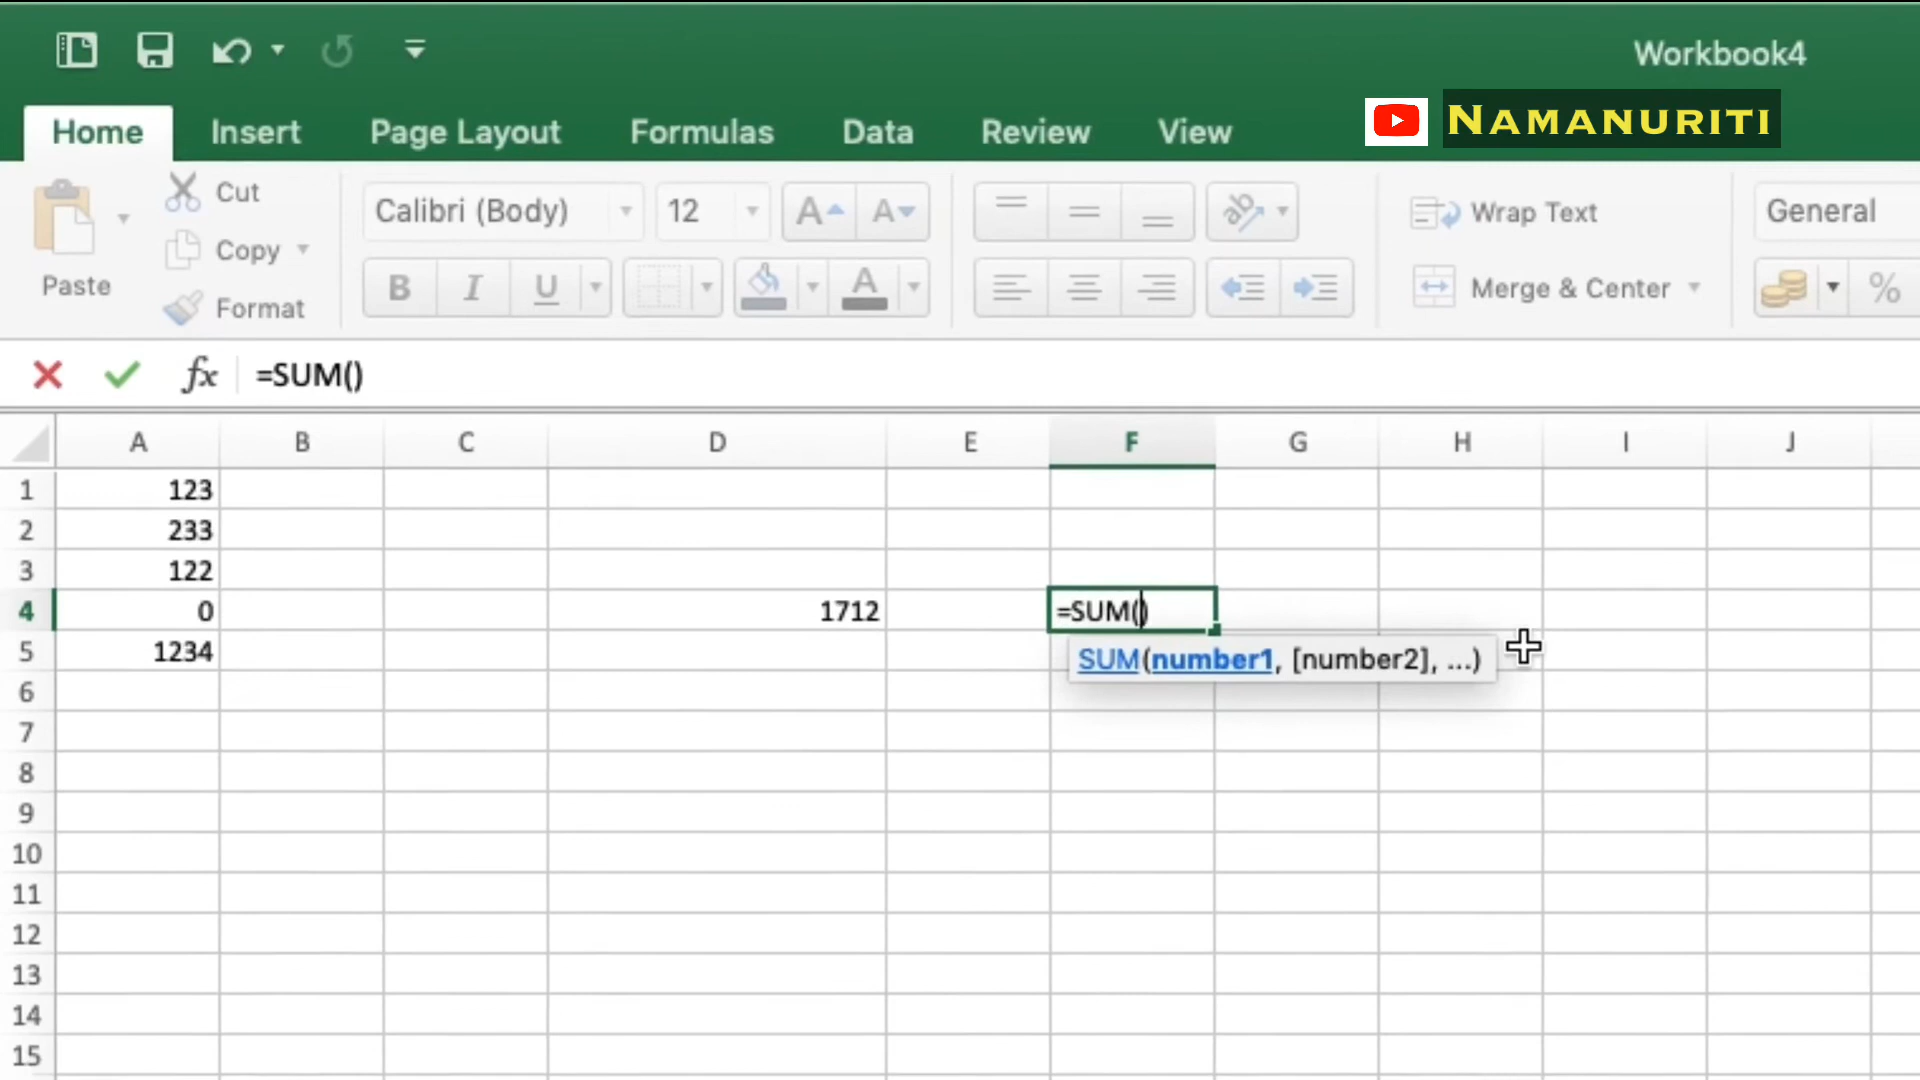 Workbook4
Home Insert Page Layout Formulas Data Review View
NAMANURITI
Cut
Calibri (Body) 12 A A
Wrap Text
General
Copy
Paste
B I U A
Merge & Center
%
Format
fx =SUM()
A B C D E F G H I J
1 123
2 233
3 122
4 0 1712 =SUM()
5 1234
SUM(number1, [number2], ...)
6
7
8
9
10
11
12
13
14
15